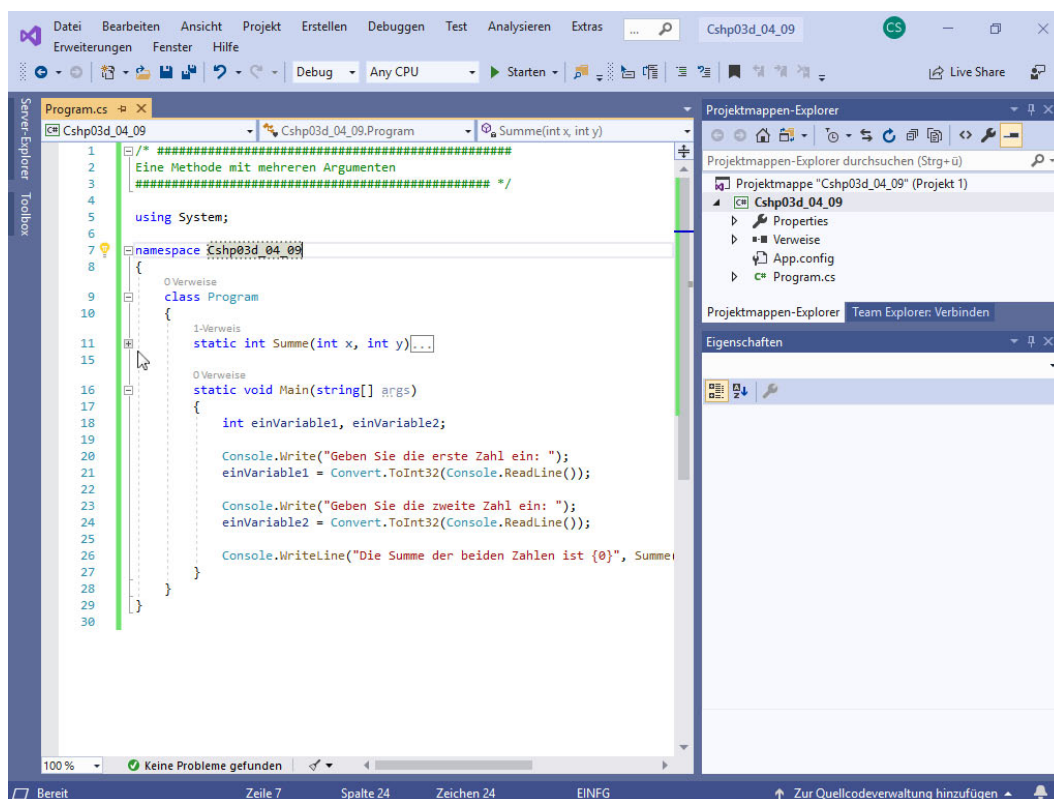 Datei Bearbeiten Ansicht Projekt Erstellen Debuggen Test Analysieren Extras ... Cshp03d_04_09 CS
Erweiterungen Fenster Hilfe
Debug Any CPU Starten Live Share
Server-Explorer
Toolbox
Program.cs
C# Cshp03d_04_09 Cshp03d_04_09.Program Summe(int x, int y)
1 /* #################################################
2 Eine Methode mit mehreren Argumenten
3 ################################################# */
4
5 using System;
6
7 namespace Cshp03d_04_09
8 {
0 Verweise
9 class Program
10 {
1-Verweis
11 static int Summe(int x, int y)...
15
0 Verweise
16 static void Main(string[] args)
17 {
18 int einVariable1, einVariable2;
19
20 Console.Write("Geben Sie die erste Zahl ein: ");
21 einVariable1 = Convert.ToInt32(Console.ReadLine());
22
23 Console.Write("Geben Sie die zweite Zahl ein: ");
24 einVariable2 = Convert.ToInt32(Console.ReadLine());
25
26 Console.WriteLine("Die Summe der beiden Zahlen ist {0}", Summe(
27 }
28 }
29 }
30
100 % Keine Probleme gefunden
Projektmappen-Explorer
Projektmappen-Explorer durchsuchen (Strg+ü)
Projektmappe "Cshp03d_04_09" (Projekt 1)
C# Cshp03d_04_09
Properties
Verweise
App.config
C# Program.cs
Projektmappen-Explorer Team Explorer: Verbinden
Eigenschaften
Bereit Zeile 7 Spalte 24 Zeichen 24 EINFG Zur Quellcodeverwaltung hinzufügen